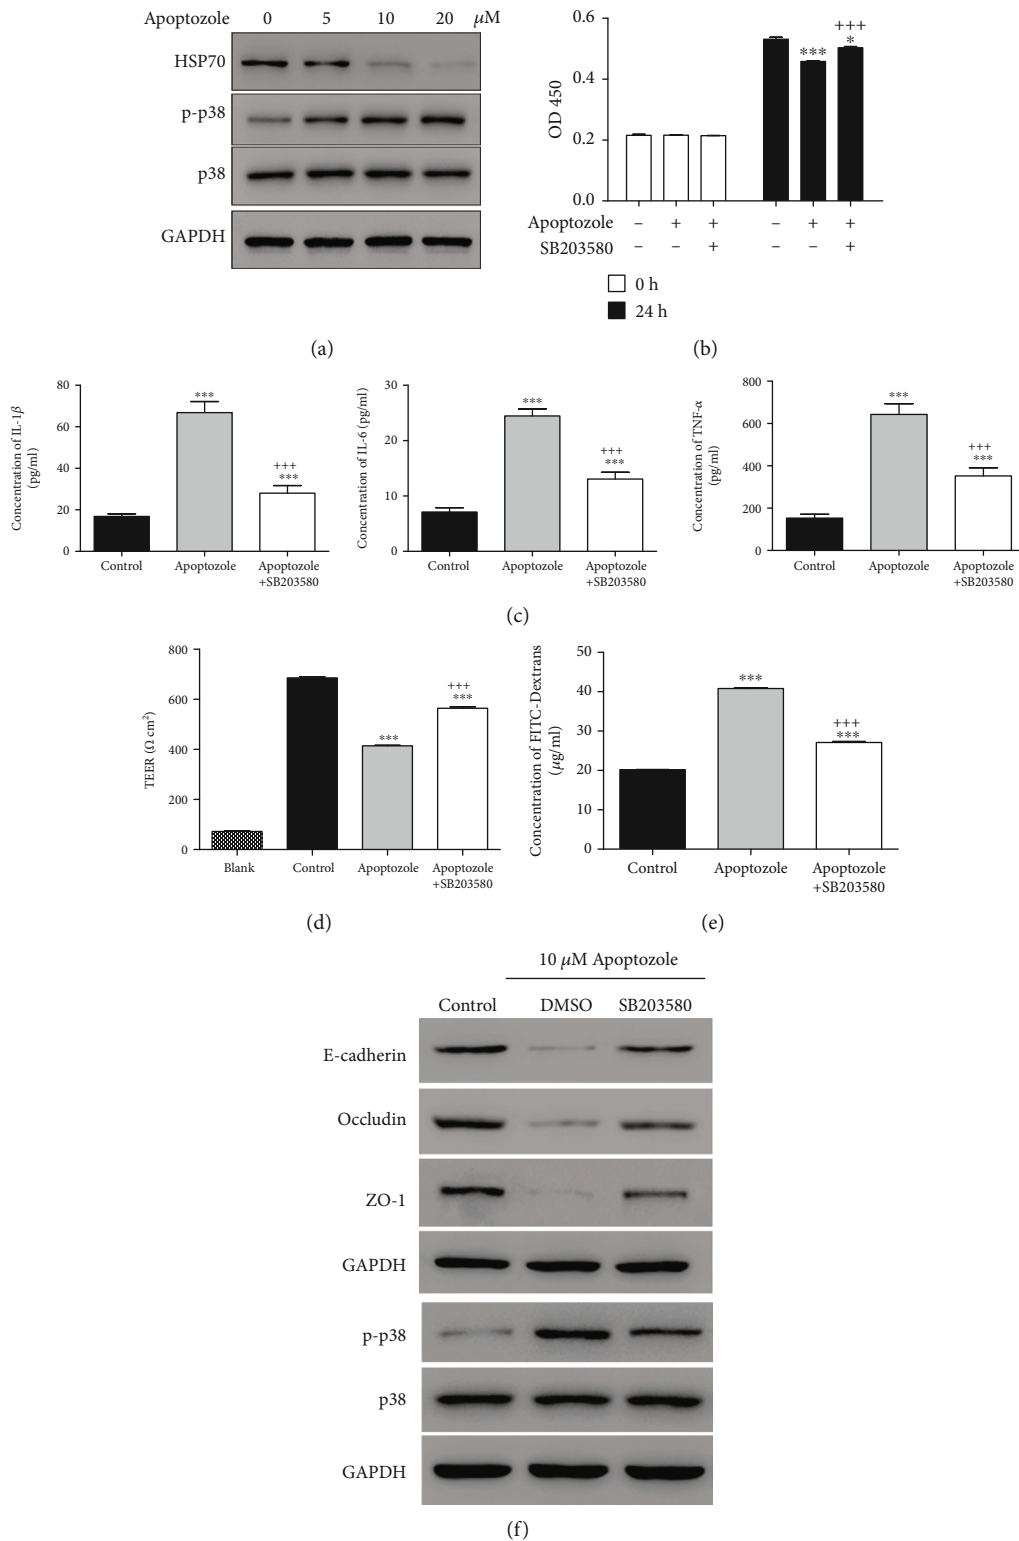 Apoptozole 0 5 10 20 μM
HSP70
p-p38
p38
GAPDH
(a)
OD 450
0.6
0.4
0.2
0.0
+++
*** *
Apoptozole − + + − + +
SB203580 − − + − − +
0 h
24 h
(b)
Concentration of IL-1β
(pg/ml)
80
60
40
20
0
***
+++
***
Control Apoptozole Apoptozole
+SB203580
Concentration of IL-6 (pg/ml)
30
20
10
0
***
+++
***
Control Apoptozole Apoptozole
+SB203580
Concentration of TNF-α
(pg/ml)
800
600
400
200
0
***
+++
***
Control Apoptozole Apoptozole
+SB203580
(c)
TEER (Ω cm²)
800
600
400
200
0
***
+++
***
Blank Control Apoptozole Apoptozole
+SB203580
(d)
Concentration of FITC-Dextrans
(μg/ml)
50
40
30
20
10
0
***
+++
***
Control Apoptozole Apoptozole
+SB203580
(e)
10 μM Apoptozole
Control DMSO SB203580
E-cadherin
Occludin
ZO-1
GAPDH
p-p38
p38
GAPDH
(f)